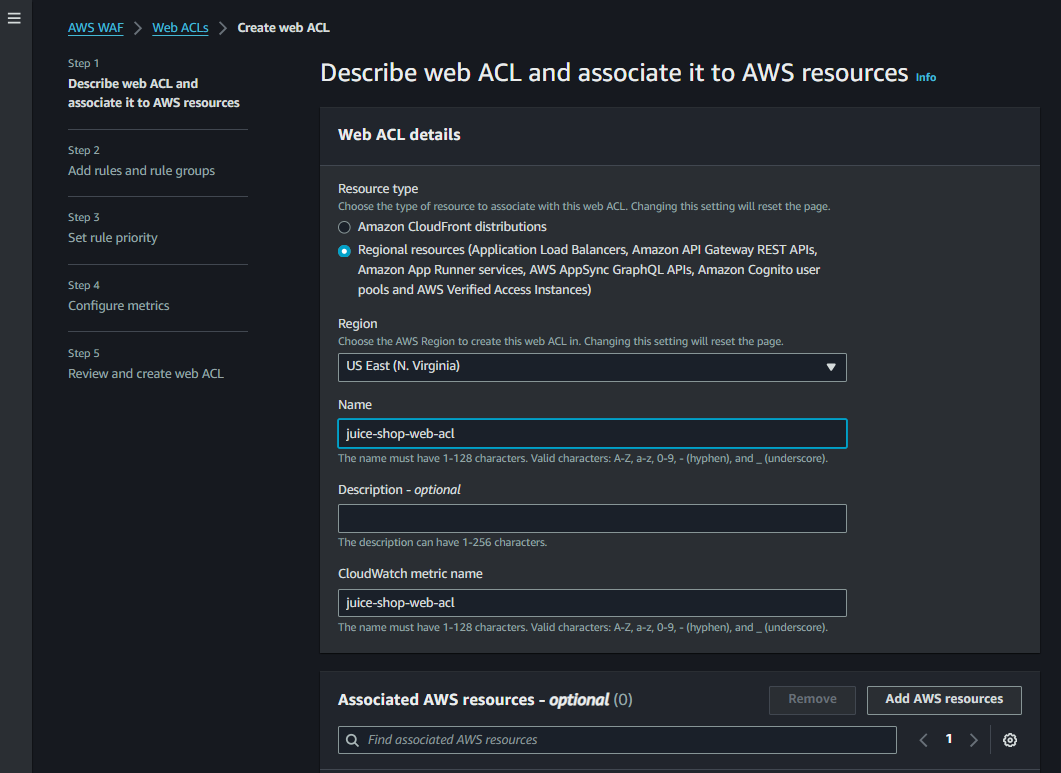 AWS WAF > Web ACLs > Create web ACL
Step 1
Describe web ACL and
associate it to AWS resources
Step 2
Add rules and rule groups
Step 3
Set rule priority
Step 4
Configure metrics
Step 5
Review and create web ACL
Describe web ACL and associate it to AWS resources Info
Web ACL details
Resource type
Choose the type of resource to associate with this web ACL. Changing this setting will reset the page.
Amazon CloudFront distributions
Regional resources (Application Load Balancers, Amazon API Gateway REST APIs,
Amazon App Runner services, AWS AppSync GraphQL APIs, Amazon Cognito user
pools and AWS Verified Access Instances)
Region
Choose the AWS Region to create this web ACL in. Changing this setting will reset the page.
US East (N. Virginia)
Name
juice-shop-web-acl
The name must have 1-128 characters. Valid characters: A-Z, a-z, 0-9, - (hyphen), and _ (underscore).
Description - optional
The description can have 1-256 characters.
CloudWatch metric name
juice-shop-web-acl
The name must have 1-128 characters. Valid characters: A-Z, a-z, 0-9, - (hyphen), and _ (underscore).
Associated AWS resources - optional (0)
Remove
Add AWS resources
Find associated AWS resources
1